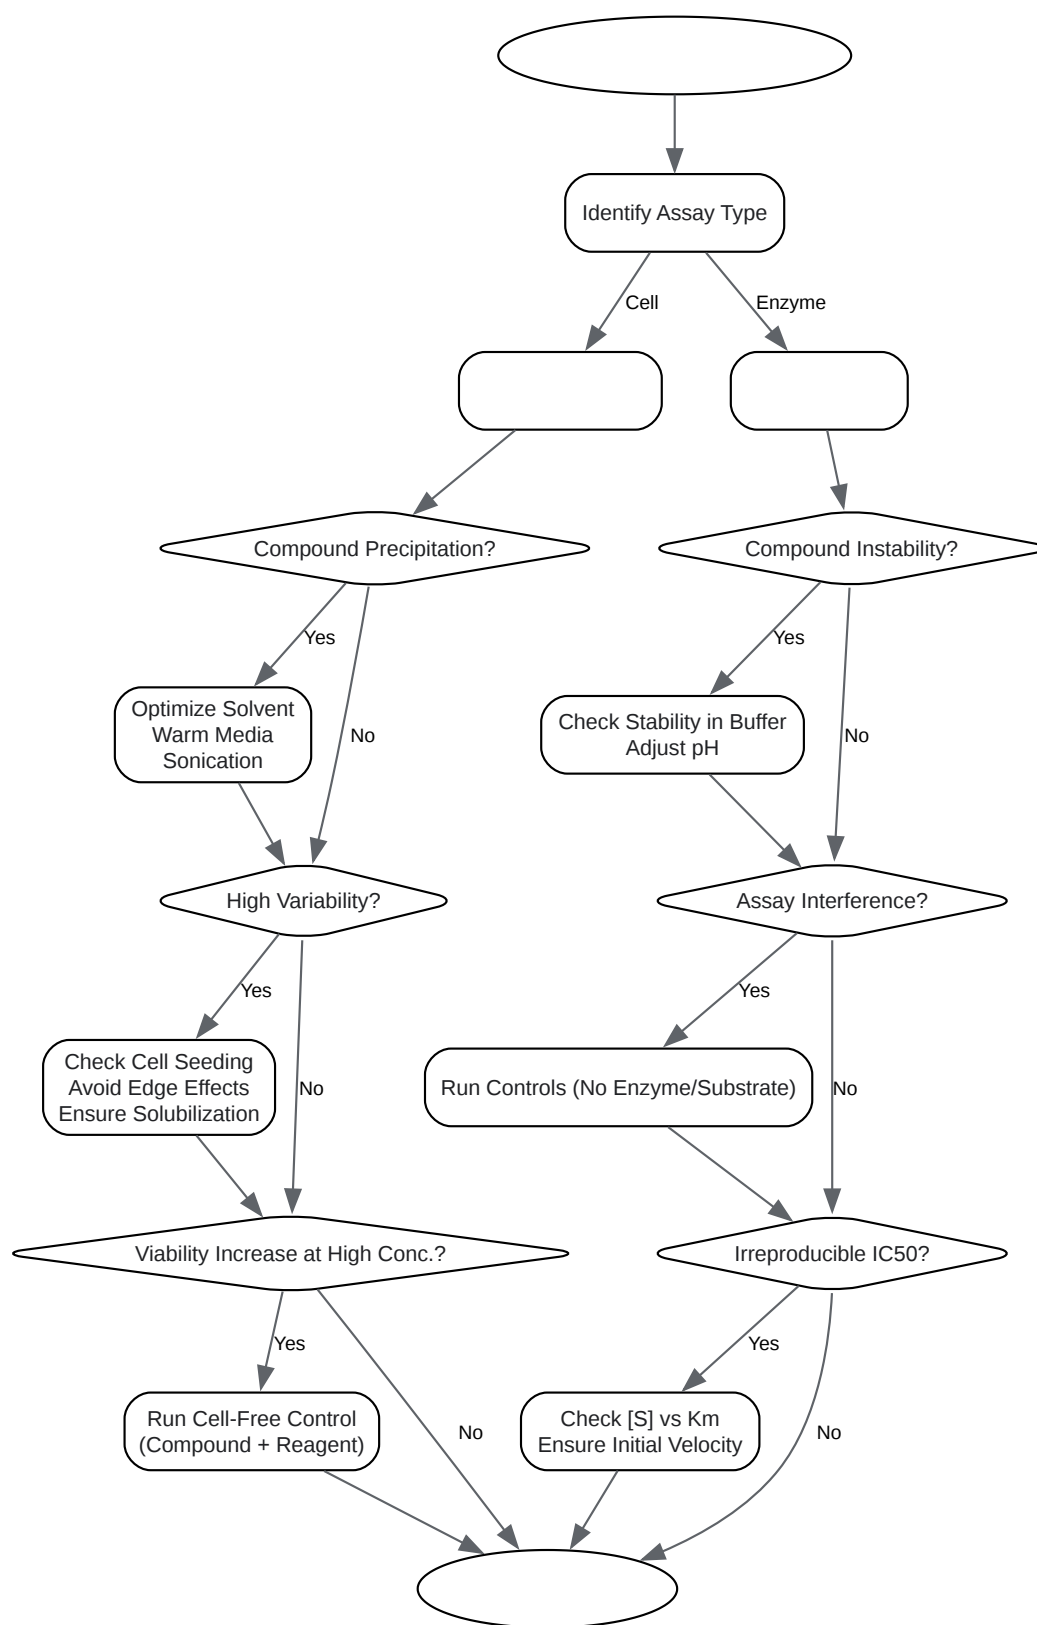 Identify Assay Type
Cell
Enzyme
Compound Precipitation?
Compound Instability?
Yes
Yes
Optimize Solvent
Warm Media
Sonication
No
Check Stability in Buffer
Adjust pH
No
High Variability?
Assay Interference?
Yes
Yes
Check Cell Seeding
Avoid Edge Effects
Ensure Solubilization
No
Run Controls (No Enzyme/Substrate)
No
Viability Increase at High Conc.?
Irreproducible IC50?
Yes
Yes
Run Cell-Free Control
(Compound + Reagent)
No
Check [S] vs Km
Ensure Initial Velocity
No